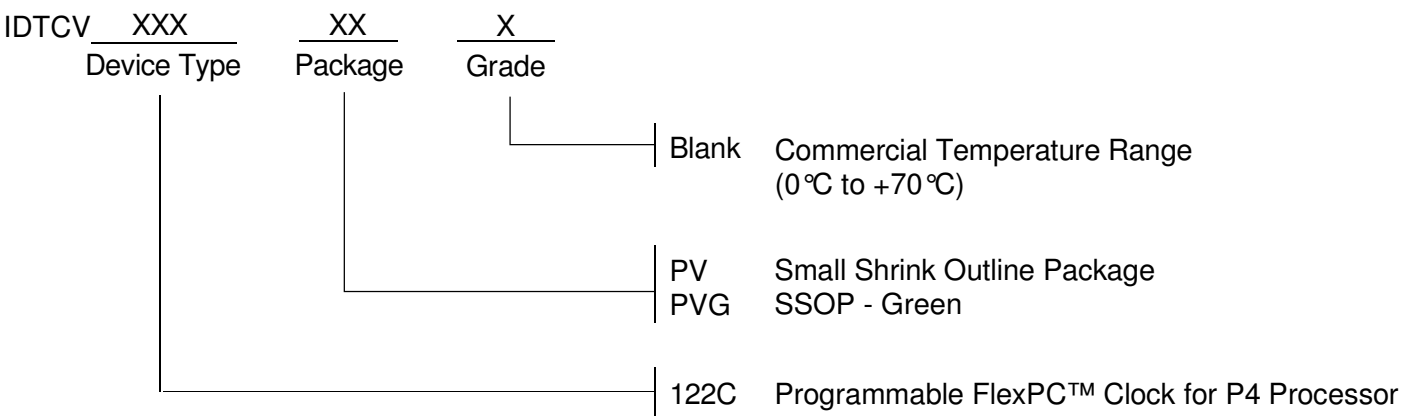 IDTCV XXX XX X
Device Type Package Grade
Blank Commercial Temperature Range
(0°C to +70°C)
PV Small Shrink Outline Package
PVG SSOP - Green
122C Programmable FlexPC™ Clock for P4 Processor